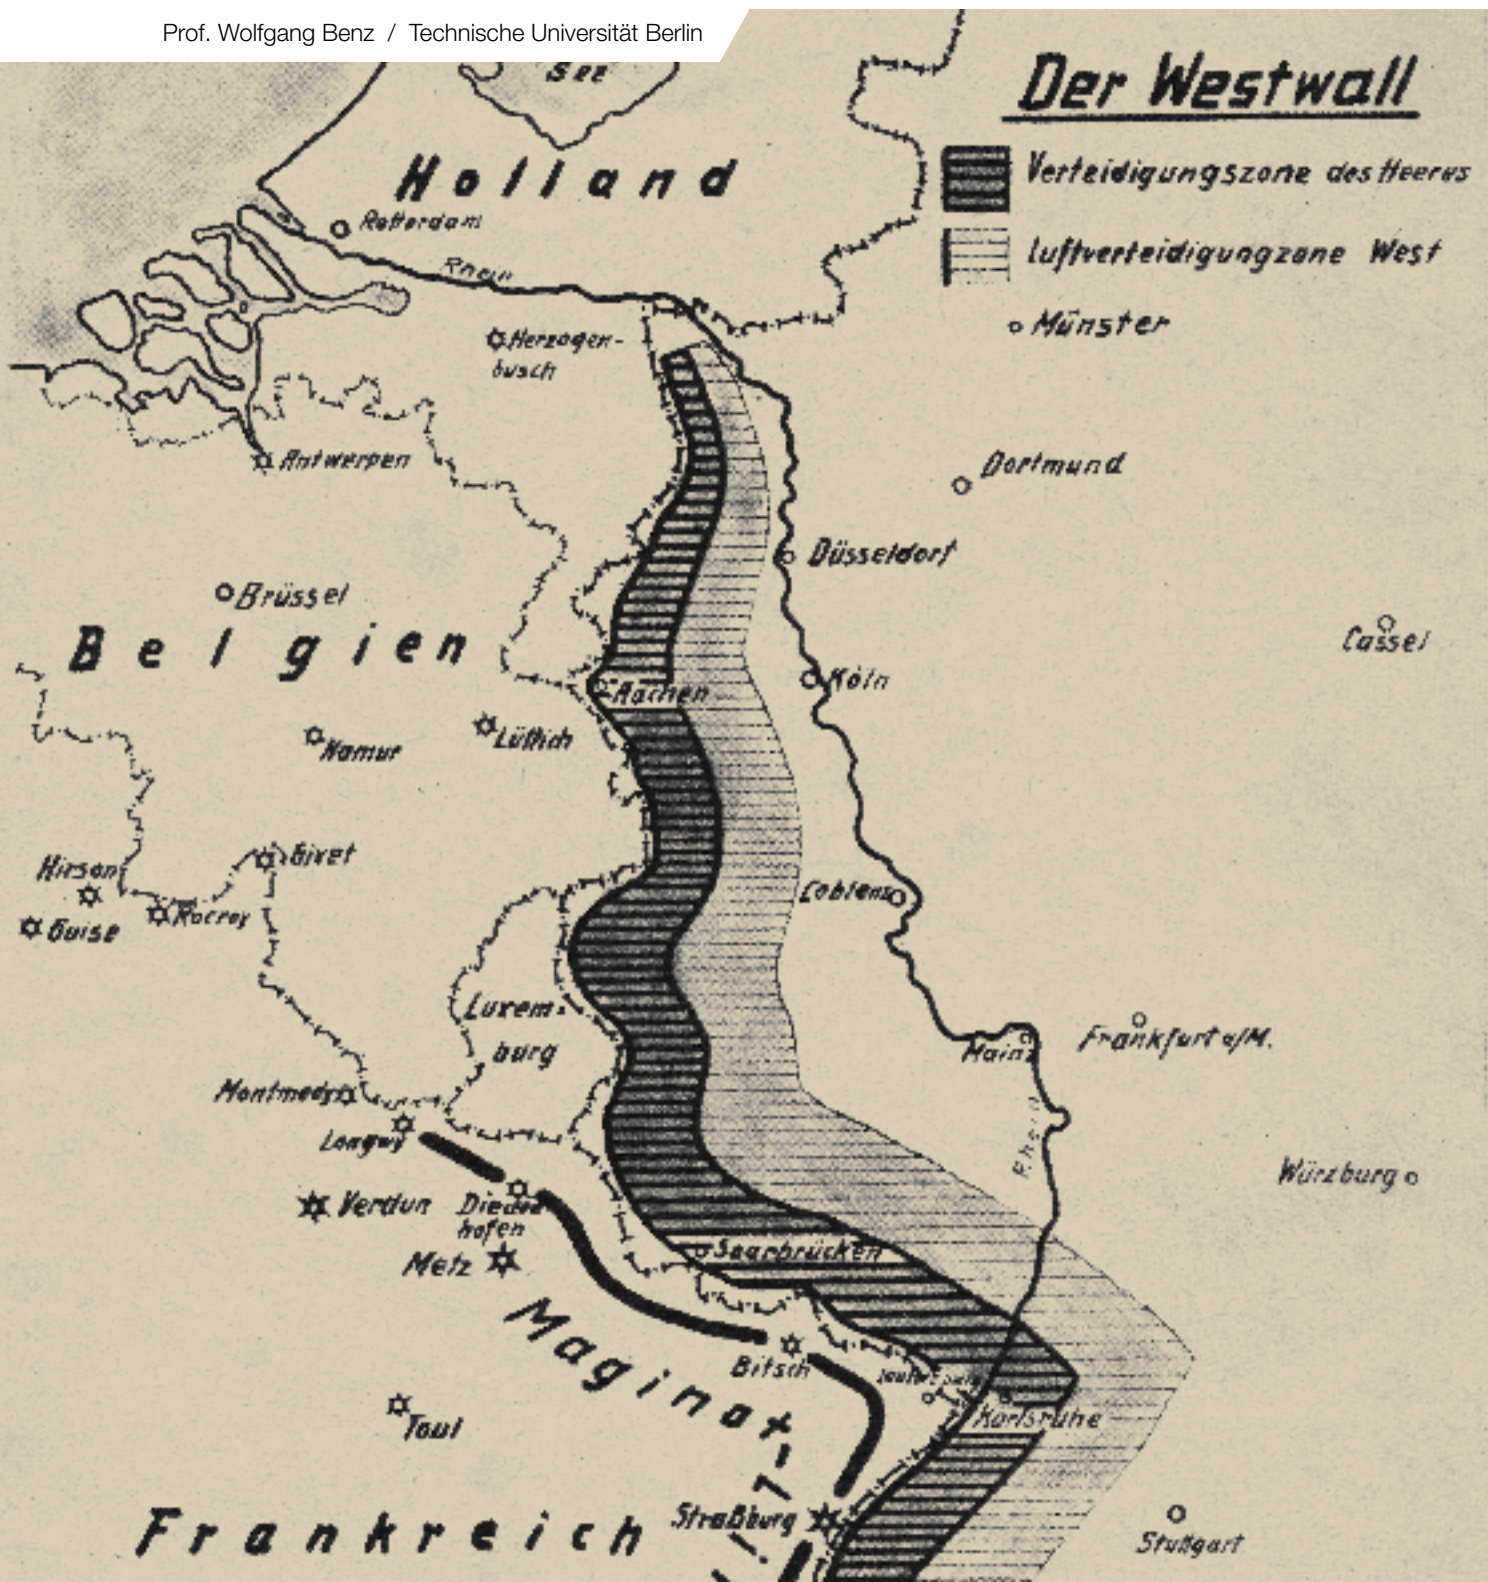 Prof. Wolfgang Benz / Technische Universität Berlin
See
Der Westwall
Holland
Verteidigungszone des Heeres
Rotterdam
Luftverteidigungzone West
Rhein
Münster
Herzogen-
busch
Antwerpen
Dortmund
Düsseldorf
Brüssel
Cassel
Belgien
Köln
Aachen
Namur
Lüttich
Givet
Hirson
Coblenz
Rocroy
Guise
Luxem-
burg
Frankfurt a/M.
Mainz
Montmedy
Longwy
Rhein
Würzburg
Verdun
Dieden
hofen
Metz
Saarbrücken
Maginot
Bitsch
Karlsruhe
Toul
Straßburg
Frankreich
Stuttgart